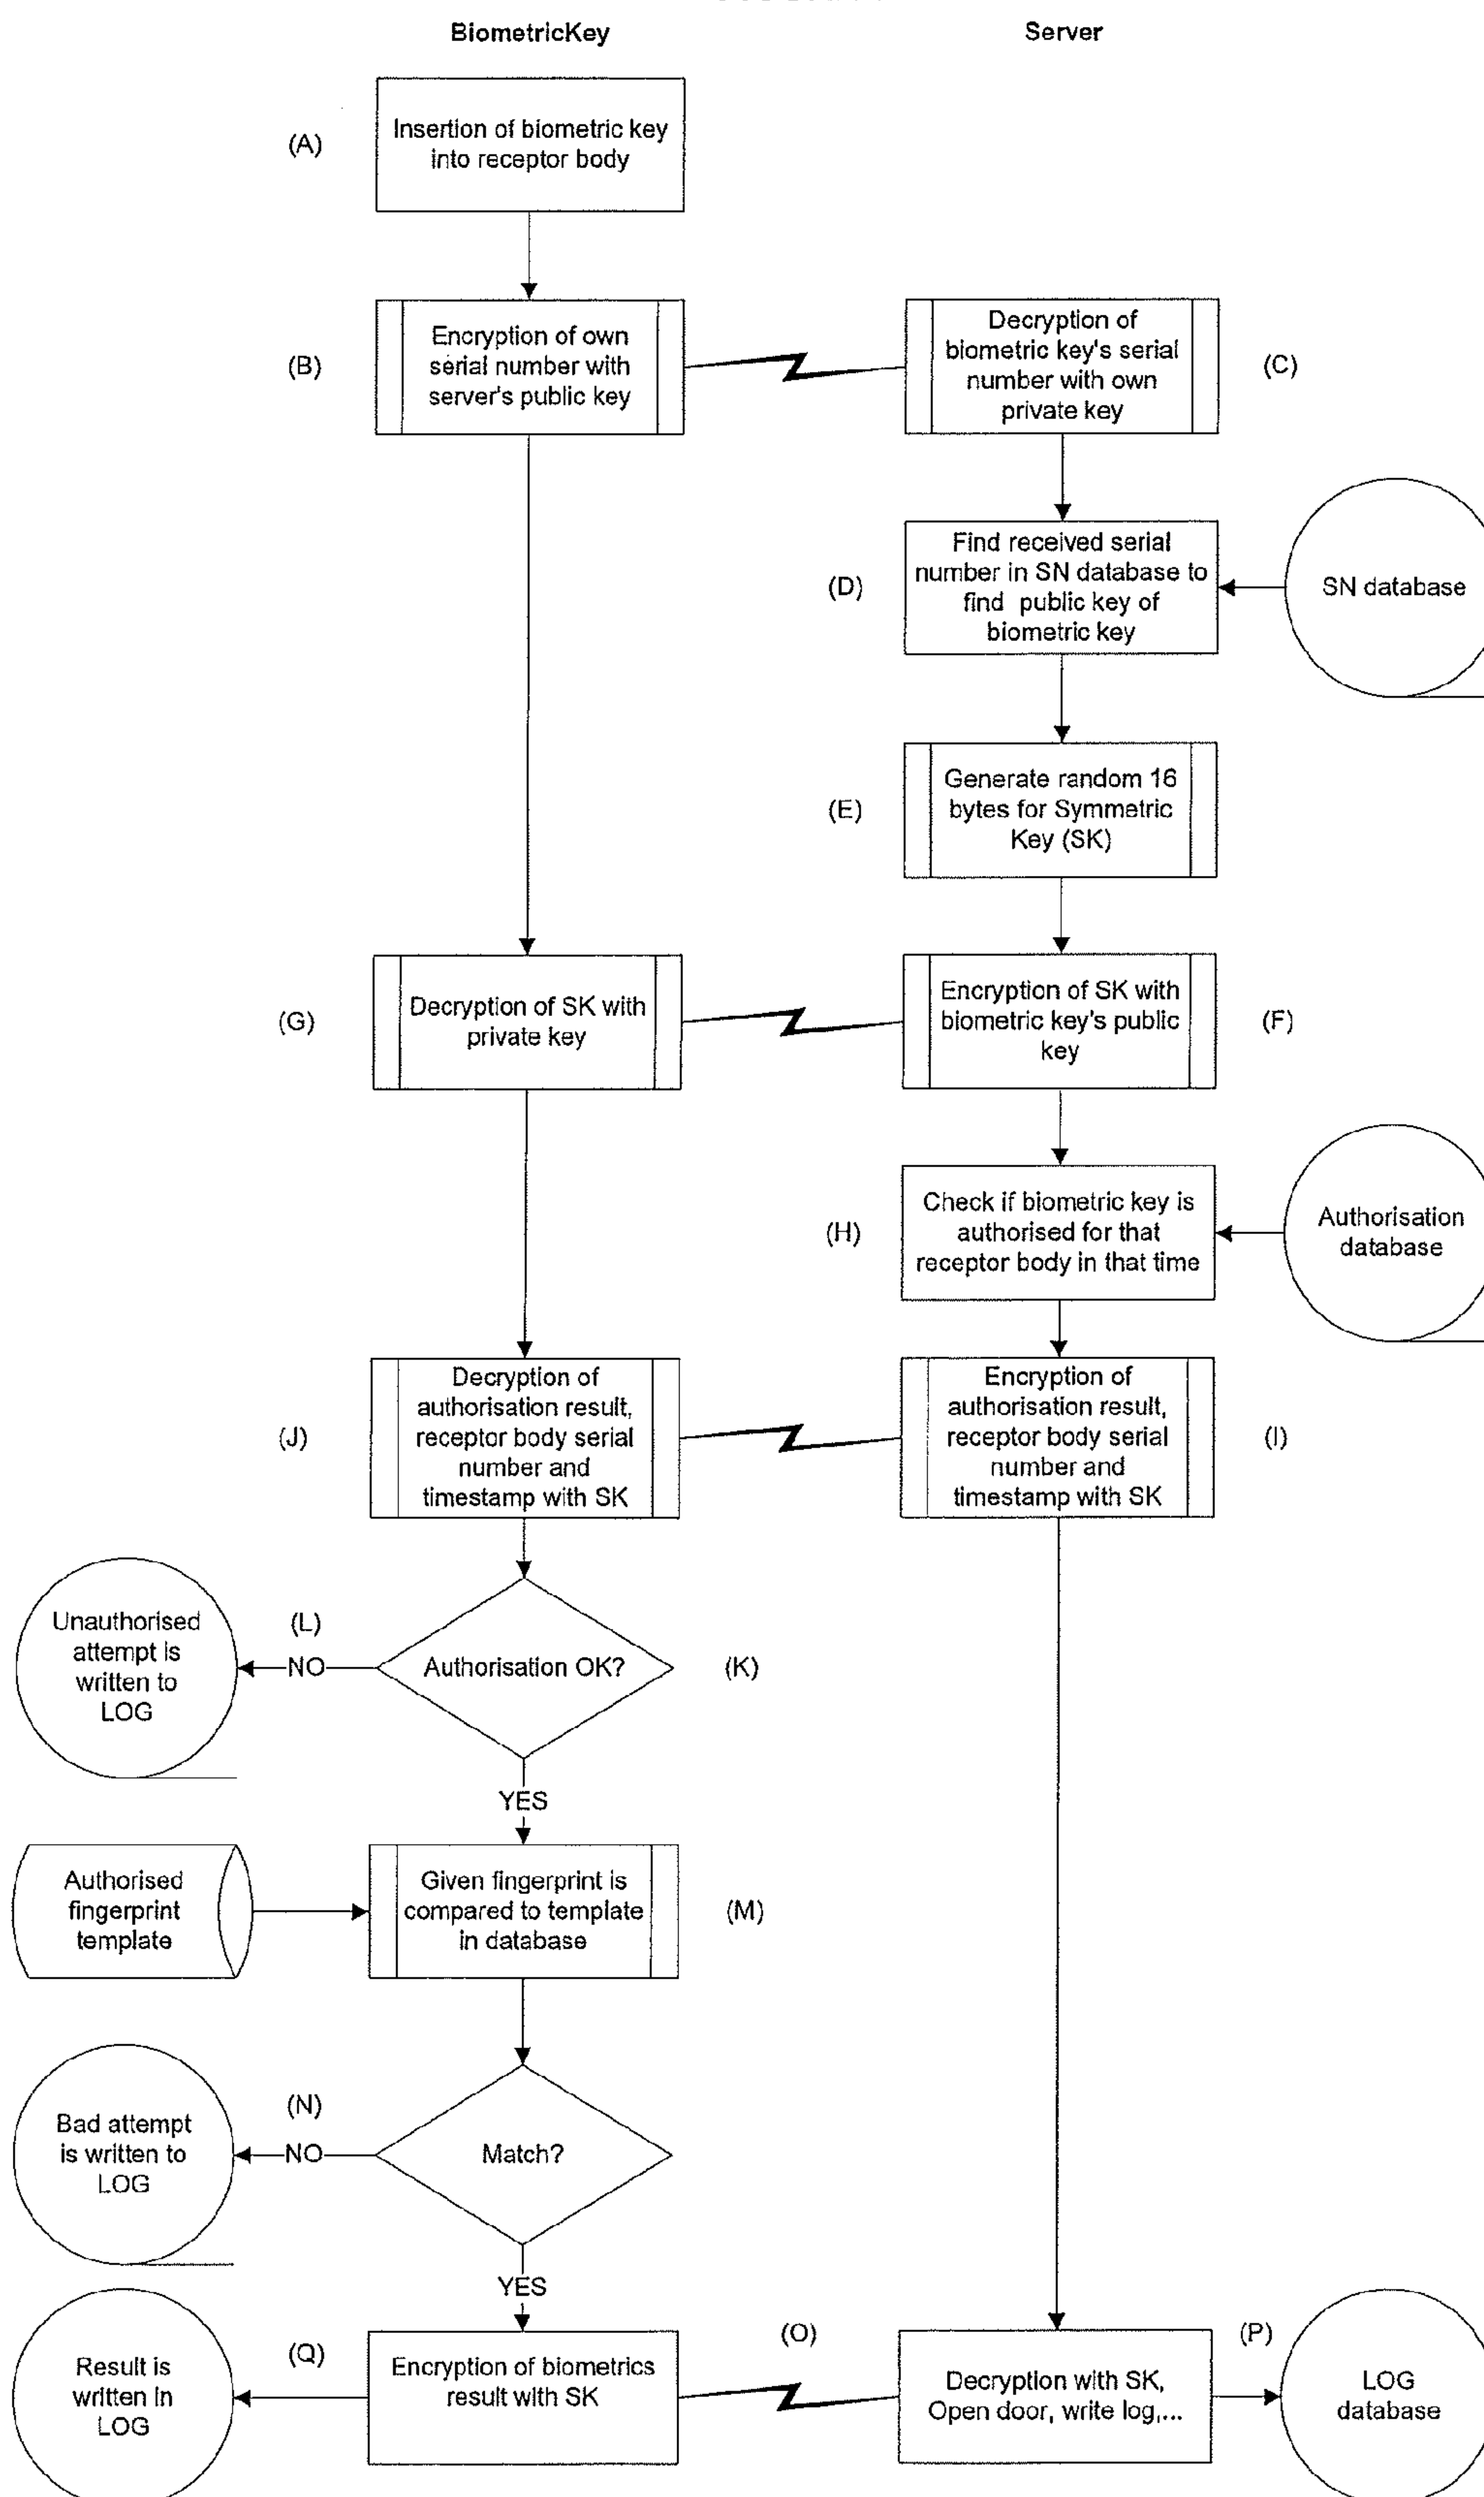 BiometricKey
Server
(A)
Insertion of biometric key
into receptor body
(B)
Encryption of own
serial number with
server's public key
Decryption of
biometric key's serial
number with own
private key
(C)
(D)
Find received serial
number in SN database to
find public key of
biometric key
SN database
(E)
Generate random 16
bytes for Symmetric
Key (SK)
(G)
Decryption of SK with
private key
Encryption of SK with
biometric key's public
key
(F)
(H)
Check if biometric key is
authorised for that
receptor body in that time
Authorisation
database
(J)
Decryption of
authorisation result,
receptor body serial
number and
timestamp with SK
Encryption of
authorisation result,
receptor body serial
number and
timestamp with SK
(I)
Unauthorised
attempt is
written to
LOG
(L)
NO
Authorisation OK?
(K)
YES
Authorised
fingerprint
template
Given fingerprint is
compared to template
in database
(M)
Bad attempt
is written to
LOG
(N)
NO
Match?
YES
Result is
written in
LOG
(Q)
Encryption of biometrics
result with SK
(O)
Decryption with SK,
Open door, write log,...
(P)
LOG
database